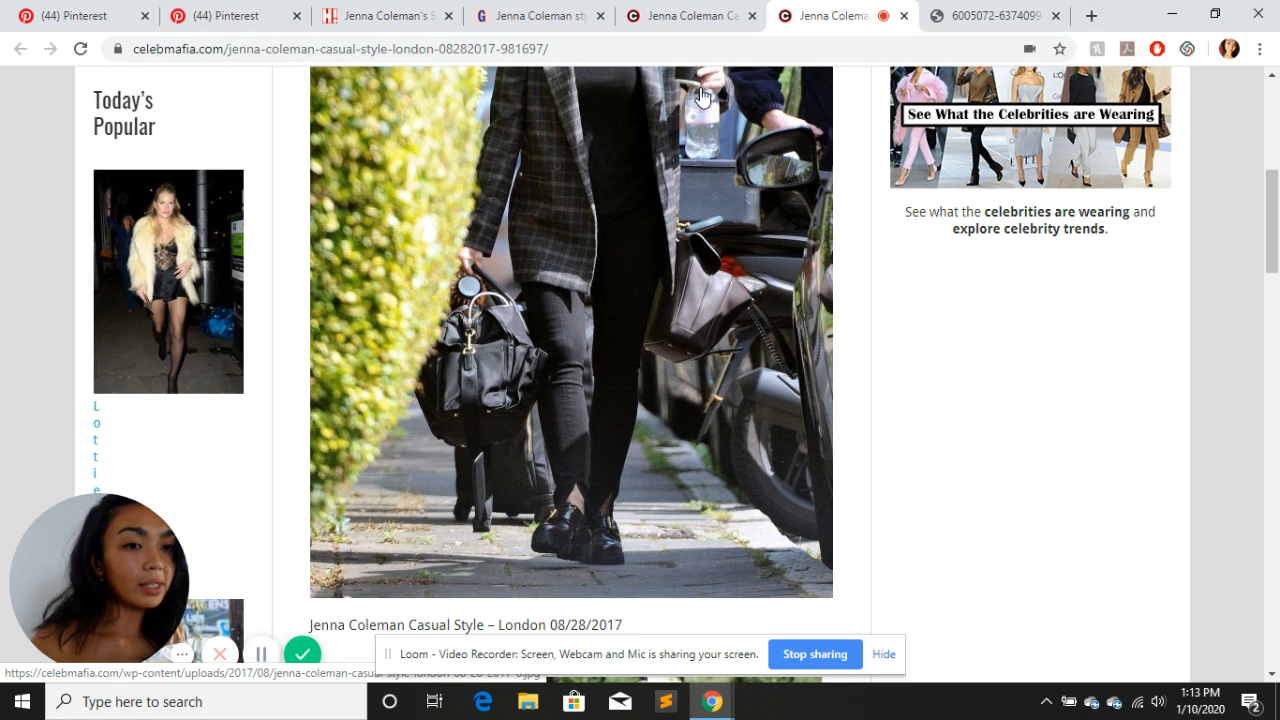 (44) Pinterest
(44) Pinterest
Jenna Coleman's S
Jenna Coleman st
Jenna Coleman Ca
Jenna Colema
6005072-6374099
celebmafia.com/jenna-coleman-casual-style-london-08282017-981697/
Today's
Popular
See What the Celebrities are Wearing
See what the celebrities are wearing and
explore celebrity trends.
L
o
t
t
i
e
Jenna Coleman Casual Style – London 08/28/2017
Loom - Video Recorder: Screen, Webcam and Mic is sharing your screen.
Stop sharing
Hide
Type here to search
1:13 PM
1/10/2020
2